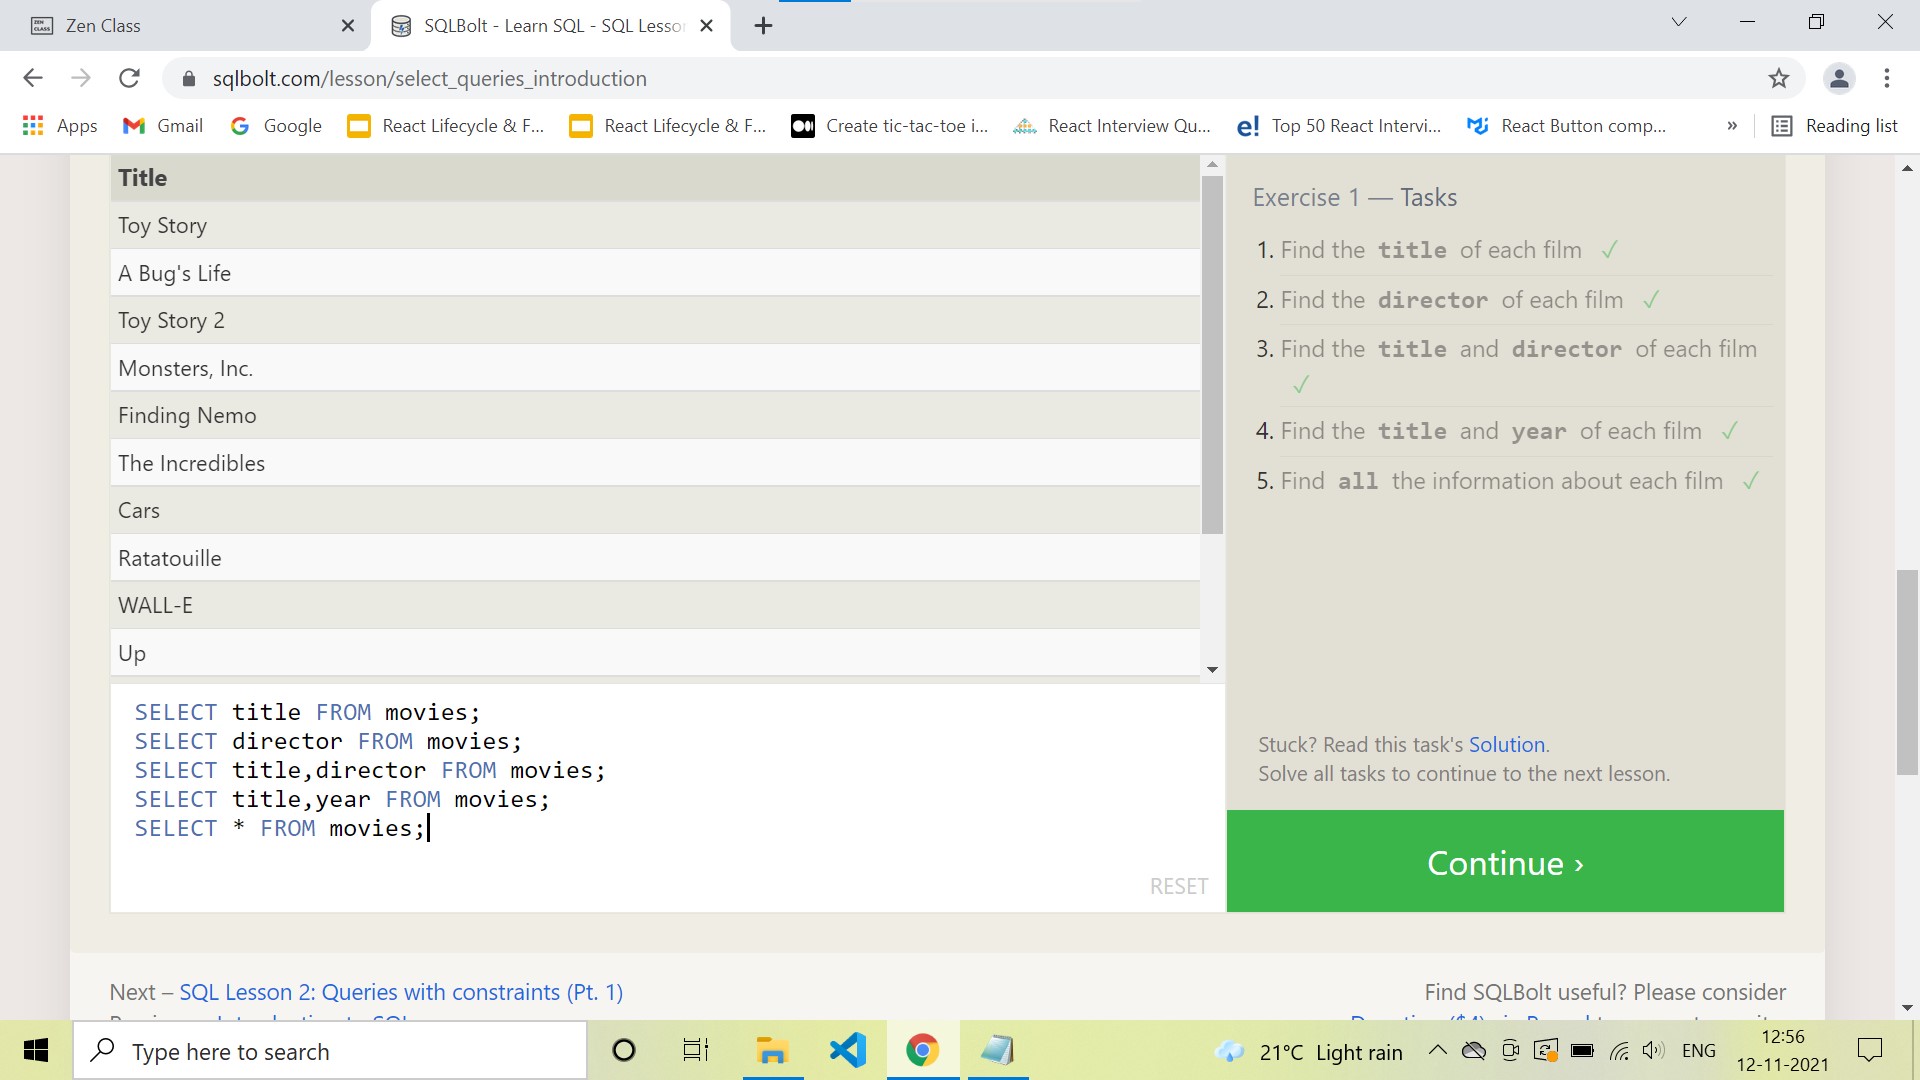 Zen Class
SQLBolt - Learn SQL - SQL Lesso
sqlbolt.com/lesson/select_queries_introduction
Apps
Gmail
Google
React Lifecycle & F...
React Lifecycle & F...
Create tic-tac-toe i...
React Interview Qu...
e! Top 50 React Intervi...
React Button comp...
»
Reading list
Title
Toy Story
A Bug's Life
Toy Story 2
Monsters, Inc.
Finding Nemo
The Incredibles
Cars
Ratatouille
WALL-E
Up
SELECT title FROM movies;
SELECT director FROM movies;
SELECT title,director FROM movies;
SELECT title,year FROM movies;
SELECT * FROM movies;
RESET
Exercise 1 — Tasks
1. Find the title of each film ✓
2. Find the director of each film ✓
3. Find the title and director of each film
✓
4. Find the title and year of each film ✓
5. Find all the information about each film ✓
Stuck? Read this task's Solution.
Solve all tasks to continue to the next lesson.
Continue ›
Next – SQL Lesson 2: Queries with constraints (Pt. 1)
Find SQLBolt useful? Please consider
Type here to search
21°C Light rain
ENG
12:56
12-11-2021